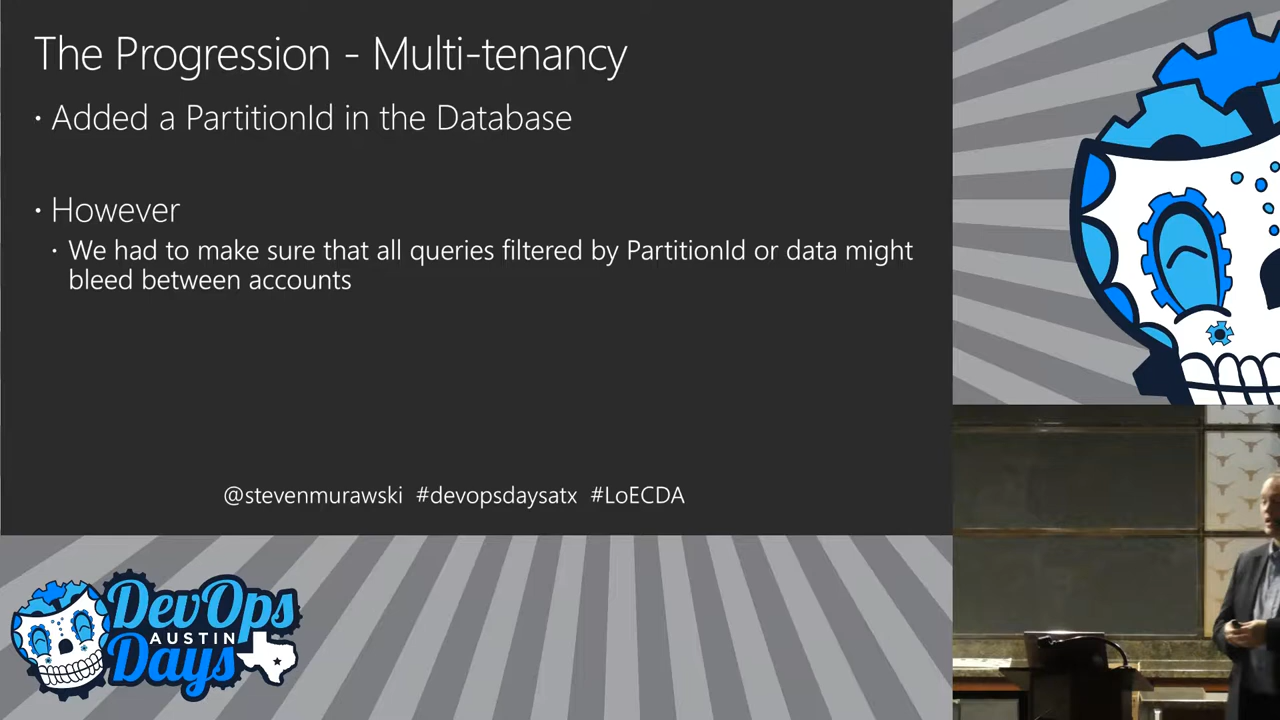 The Progression - Multi-tenancy
• Added a PartitionId in the Database
• However
• We had to make sure that all queries filtered by PartitionId or data might
bleed between accounts
@stevenmurawski #devopsdaysatx #LoECDA
DevOps
AUSTIN
Days